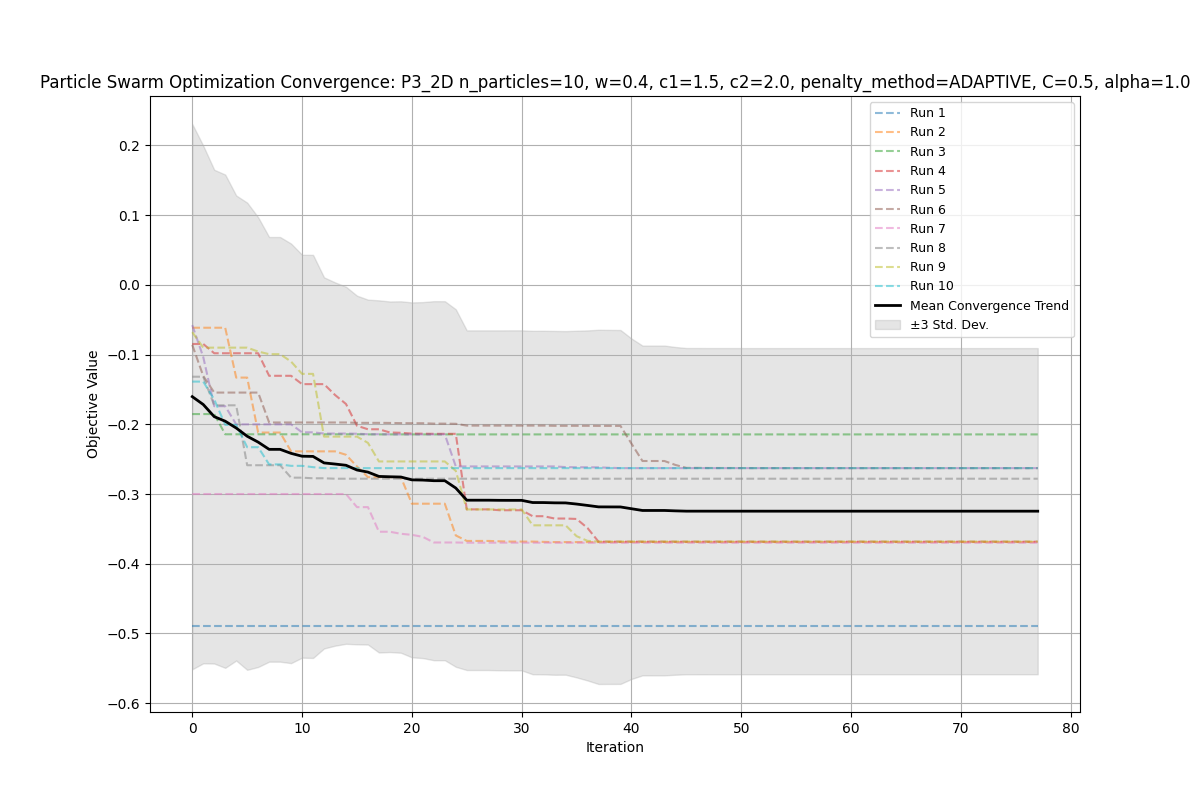 Particle Swarm Optimization Convergence: P3_2D n_particles=10, w=0.4, c1=1.5, c2=2.0, penalty_method=ADAPTIVE, C=0.5, alpha=1.0
Run 1
Run 2
Run 3
Run 4
Run 5
Run 6
Run 7
Run 8
Run 9
Run 10
Mean Convergence Trend
±3 Std. Dev.
Objective Value
0.2
0.1
0.0
−0.1
−0.2
−0.3
−0.4
−0.5
−0.6
0 10 20 30 40 50 60 70 80
Iteration